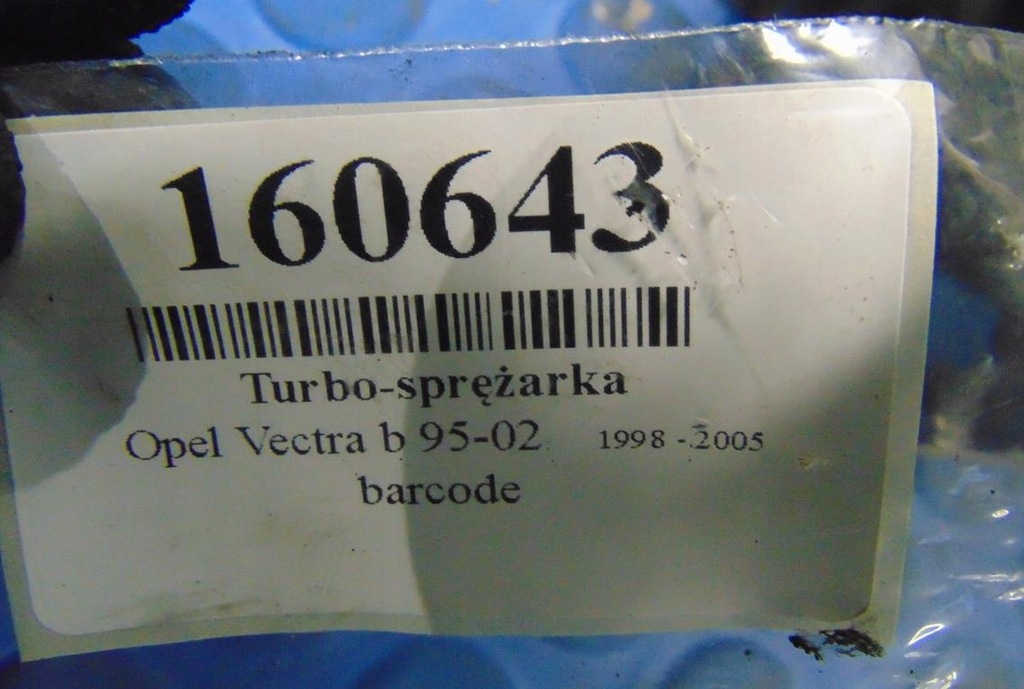 160643
Turbo-sprężarka
Opel Vectra b 95-02 1998 - 2005
barcode